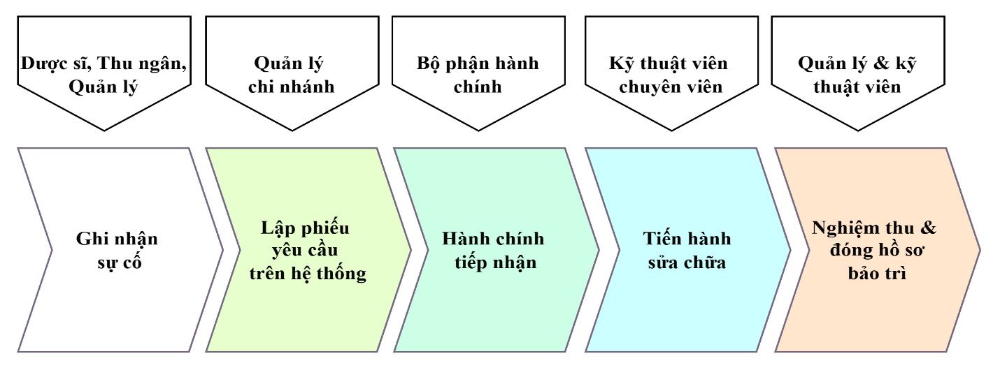 Dược sĩ, Thu ngân,
Quản lý
Quản lý
chi nhánh
Bộ phận hành
chính
Kỹ thuật viên
chuyên viên
Quản lý & kỹ
thuật viên
Ghi nhận
sự cố
Lập phiếu
yêu cầu
trên hệ thống
Hành chính
tiếp nhận
Tiến hành
sửa chữa
Nghiệm thu &
đóng hồ sơ
bảo trì